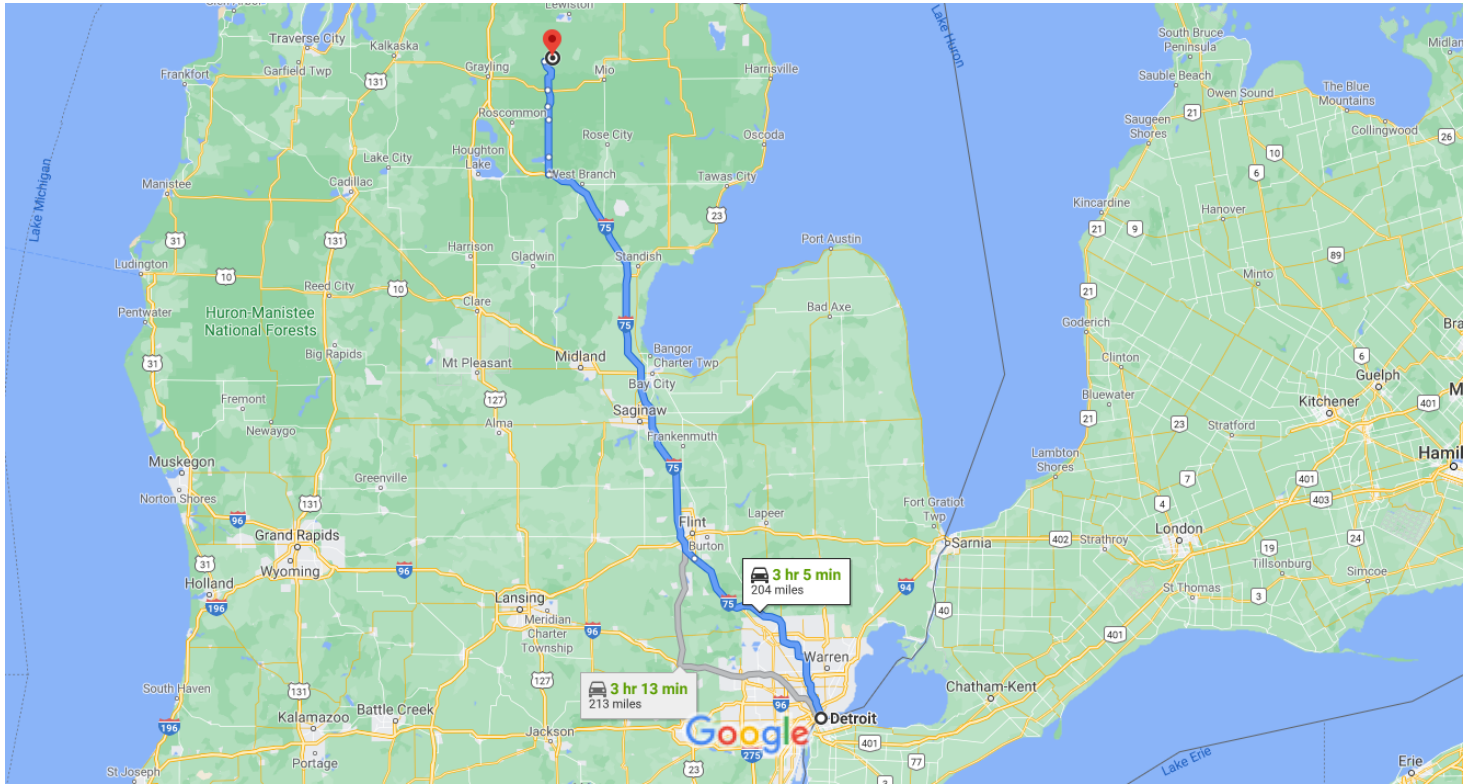 Lewiston
Lake Huron
South Bruce
Peninsula
Traverse City
Kalkaska
Garfield Twp
131
Grayling
Mio
Harrisville
Frankfort
Sauble Beach
Owen Sound
The Blue
Mountains
Collingwood
Midlan
Roscommon
Rose City
Oscoda
Saugeen
Shores
21
26
10
6
Lake City
Houghton
Lake
West Branch
Tawas City
Manistee
Cadillac
Lake Michigan
23
75
Kincardine
21
9
Hanover
31
131
Harrison
Gladwin
Standish
Port Austin
89
Ludington
10
Reed City
10
Minto
21
Pentwater
Huron-Manistee
National Forests
Clare
75
Bad Axe
Goderich
Bra
31
Big Rapids
Mt Pleasant
Midland
Bangor
Charter Twp
Bay City
Clinton
6
Guelph
Fremont
127
Saginaw
Bluewater
21
Kitchener
401
M
Newaygo
Alma
Frankenmuth
23
Stratford
Muskegon
75
Lambton
Shores
Hamil
Norton Shores
Greenville
131
7
401
403
96
Flint
Lapeer
Fort Gratiot
Twp
4
Grand Rapids
Burton
Sarnia
402
Strathroy
London
24
31
Wyoming
96
19
Tillsonburg
Holland
196
Lansing
75
3 hr 5 min
204 miles
94
40
St Thomas
3
Simcoe
Meridian
Charter
Township
96
401
127
Warren
South Haven
131
3 hr 13 min
213 miles
96
Chatham-Kent
196
Kalamazoo
Battle Creek
Jackson
Google
Detroit
401
275
Portage
St Joseph
23
77
3
Lake Erie
Erie